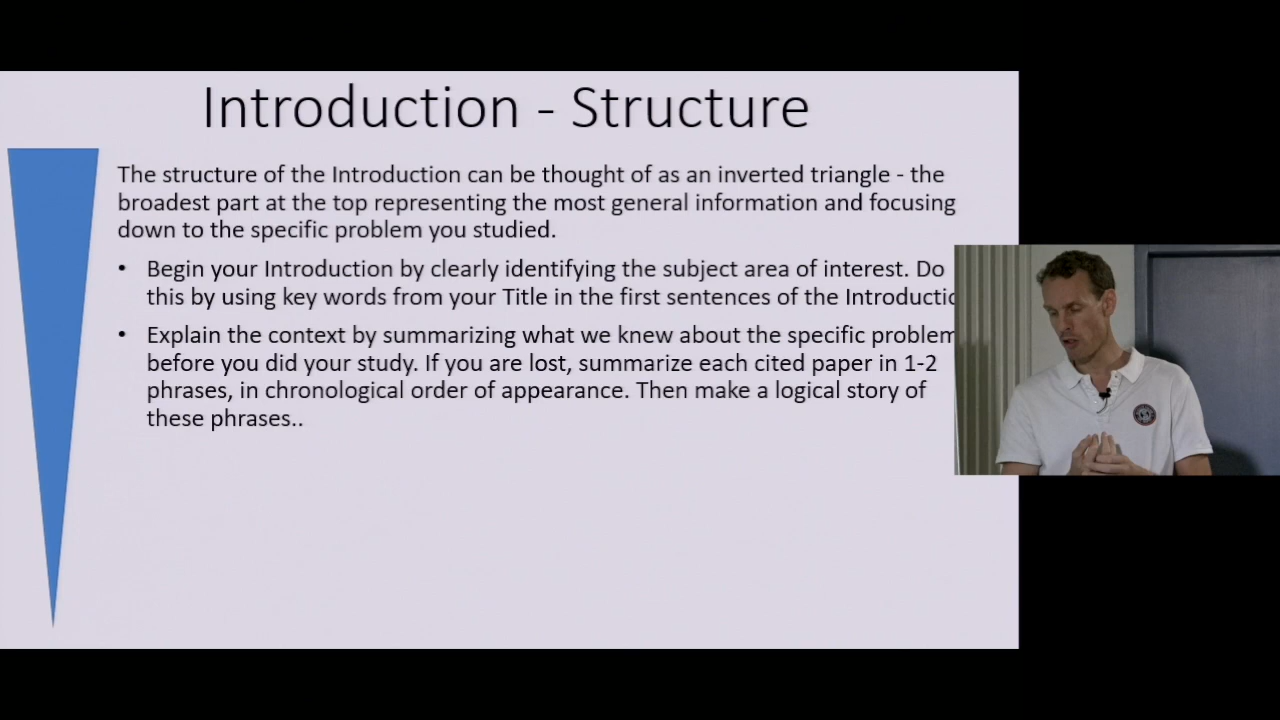 Introduction - Structure
The structure of the Introduction can be thought of as an inverted triangle - the
broadest part at the top representing the most general information and focusing
down to the specific problem you studied.
• Begin your Introduction by clearly identifying the subject area of interest. Do
this by using key words from your Title in the first sentences of the Introductio
• Explain the context by summarizing what we knew about the specific problem
before you did your study. If you are lost, summarize each cited paper in 1-2
phrases, in chronological order of appearance. Then make a logical story of
these phrases..